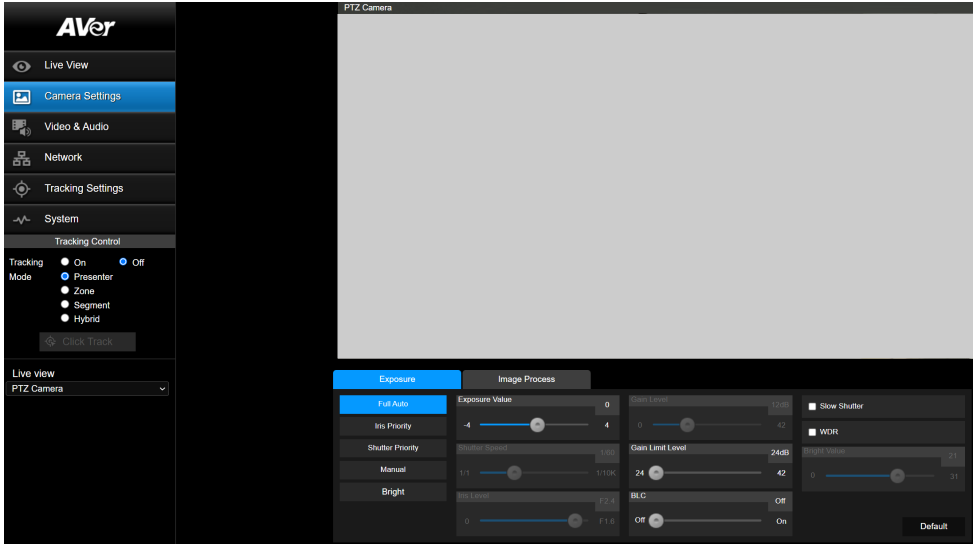 AVer
Live View
Camera Settings
Video & Audio
Network
Tracking Settings
System
Tracking Control
Tracking On Off
Mode Presenter
Zone
Segment
Hybrid
Click Track
Live view
PTZ Camera
PTZ Camera
Exposure Image Process
Full Auto
Iris Priority
Shutter Priority
Manual
Bright
Exposure Value 0
-4 4
Shutter Speed 1/60
1/1 1/10K
Iris Level F2.4
0 F1.6
Gain Level 12dB
0 42
Gain Limit Level 24dB
24 42
BLC Off
Off On
Slow Shutter
WDR
Bright Value 21
0 31
Default